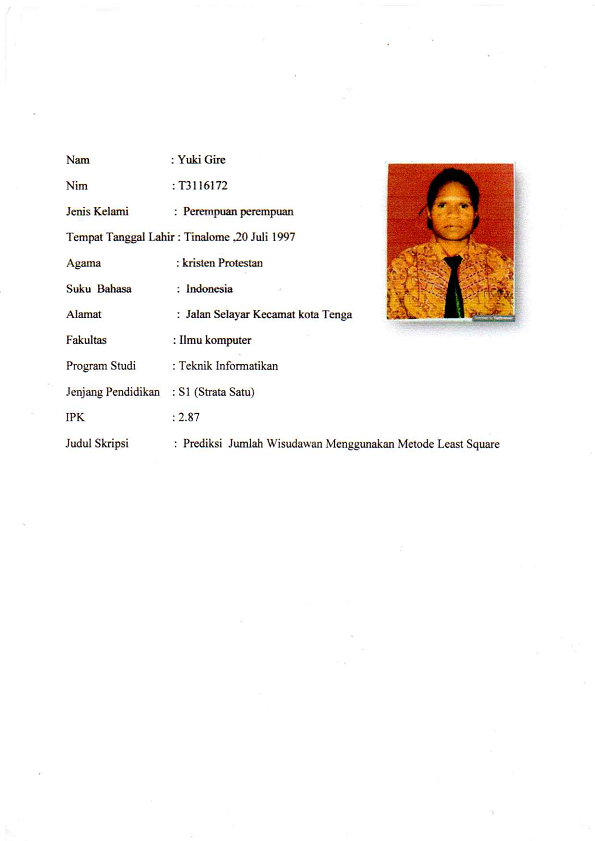 Nam : Yuki Gire
Nim : T3116172
Jenis Kelami : Perempuan perempuan
Tempat Tanggal Lahir : Tinalome ,20 Juli 1997
Agama : kristen Protestan
Suku Bahasa : Indonesia
Alamat : Jalan Selayar Kecamat kota Tenga
Fakultas : Ilmu komputer
Program Studi : Teknik Informatikan
Jenjang Pendidikan : S1 (Strata Satu)
IPK : 2.87
Judul Skripsi : Prediksi Jumlah Wisudawan Menggunakan Metode Least Square